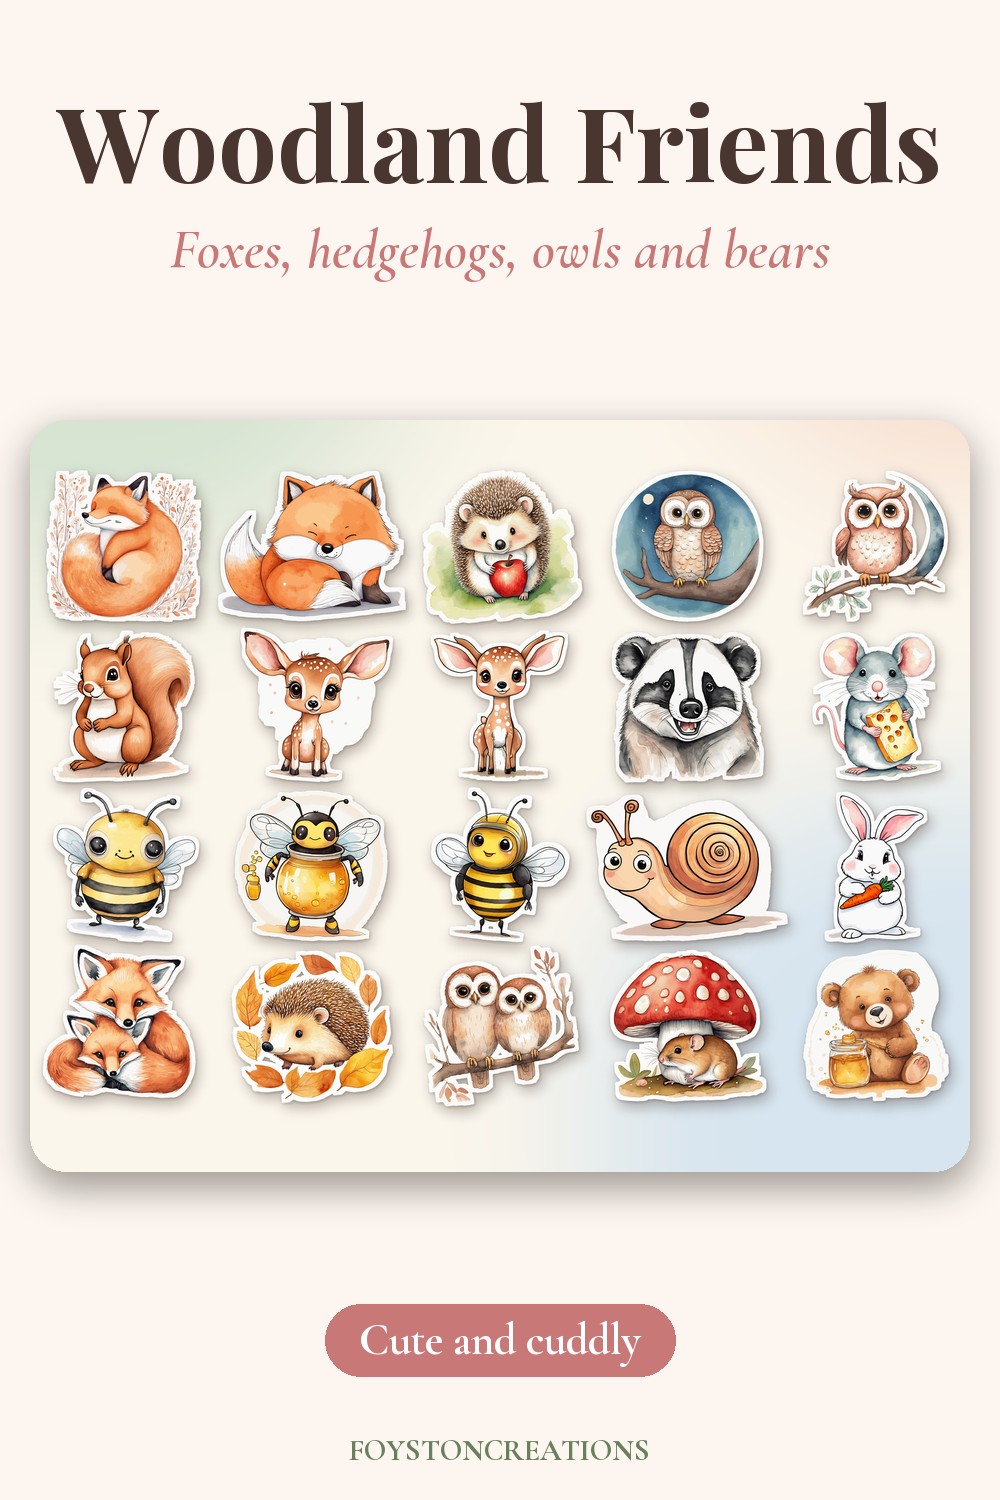 Woodland Friends
Foxes, hedgehogs, owls and bears
Cute and cuddly
FOYSTONCREATIONS